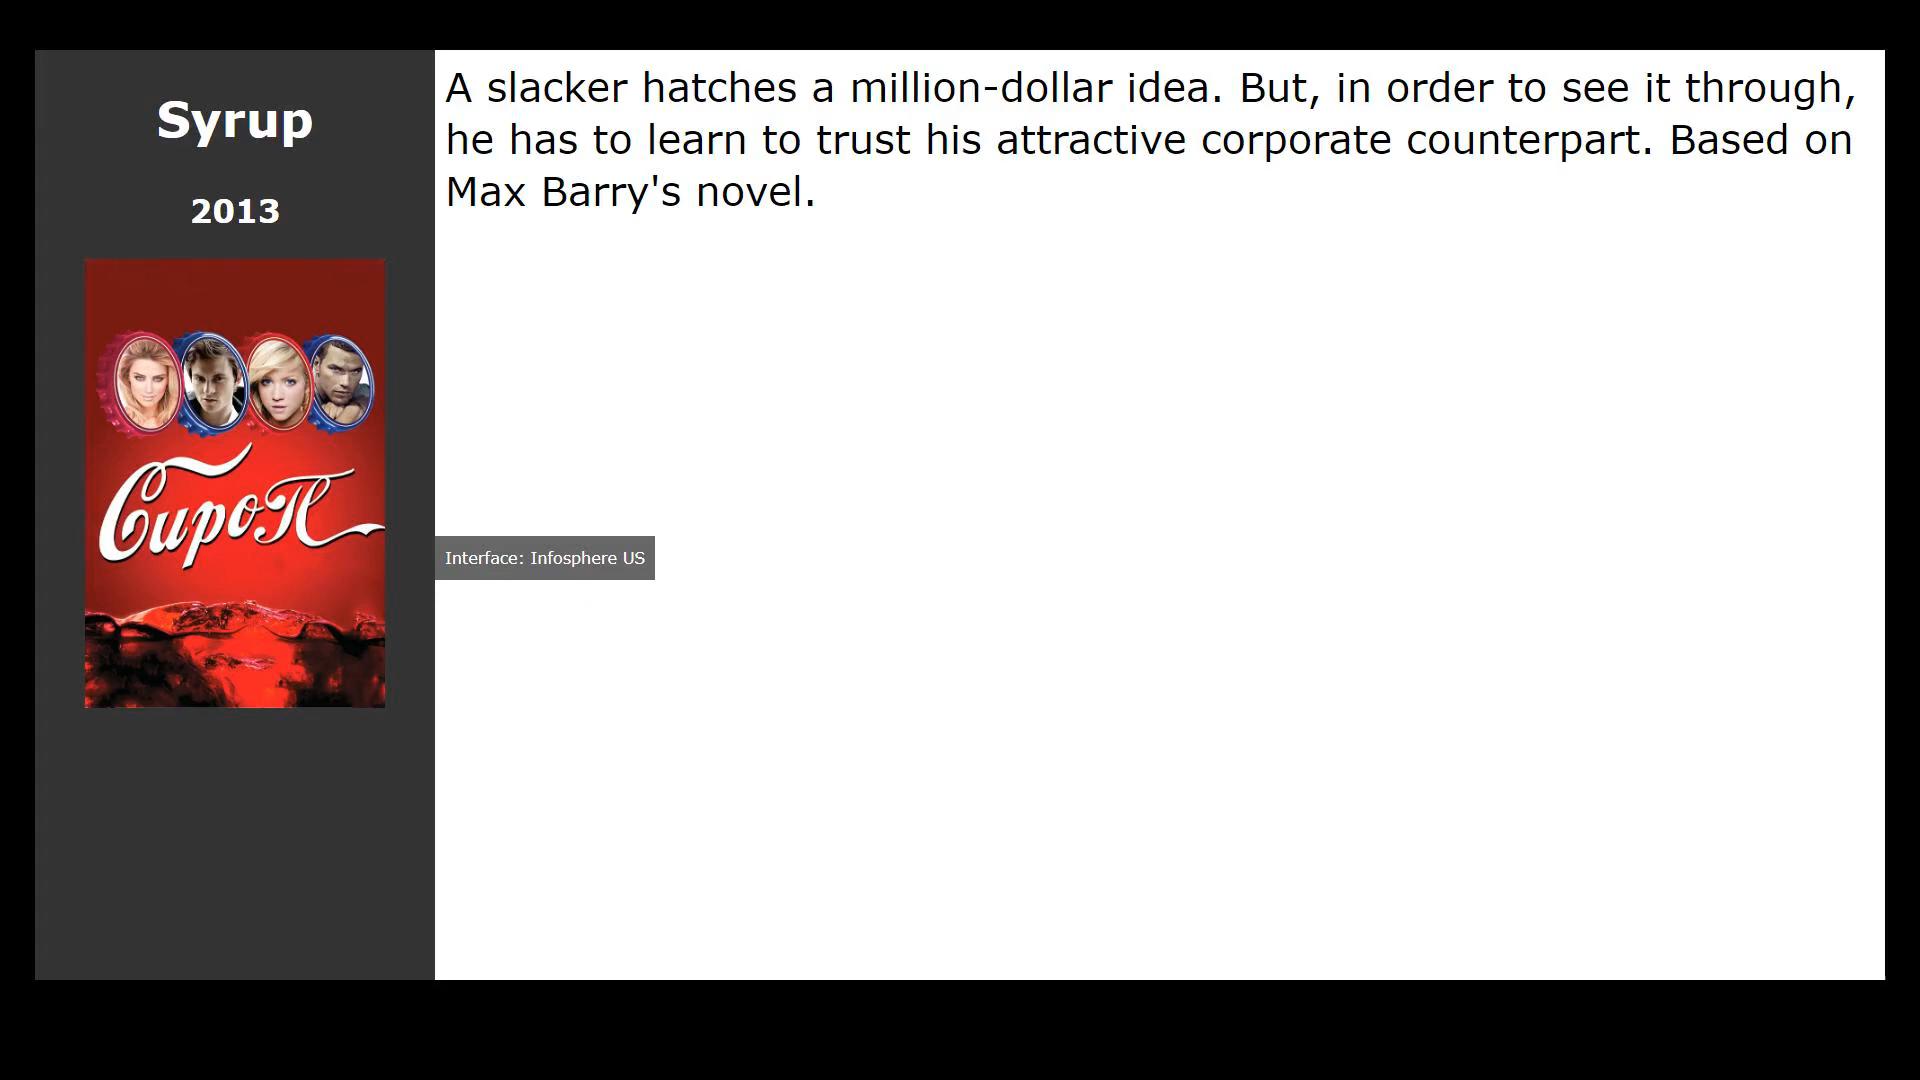 Syrup
2013
Сироп
A slacker hatches a million-dollar idea. But, in order to see it through,
he has to learn to trust his attractive corporate counterpart. Based on
Max Barry's novel.
Interface: Infosphere US